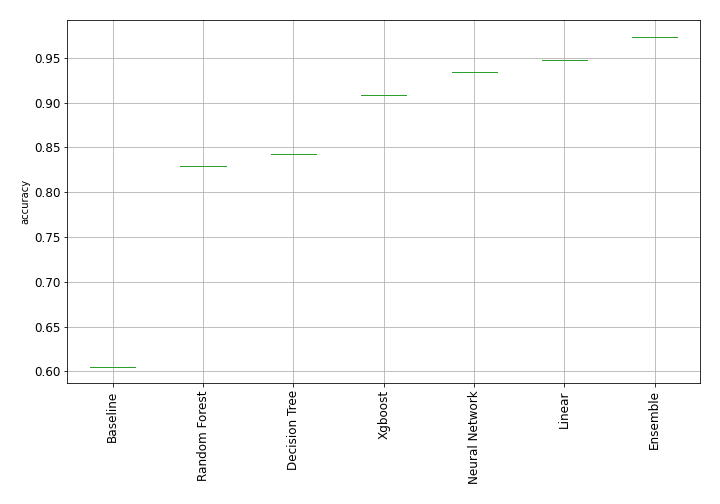 0.95
0.90
0.85
0.80
0.75
0.70
0.65
0.60
accuracy
Baseline
Random Forest
Decision Tree
Xgboost
Neural Network
Linear
Ensemble